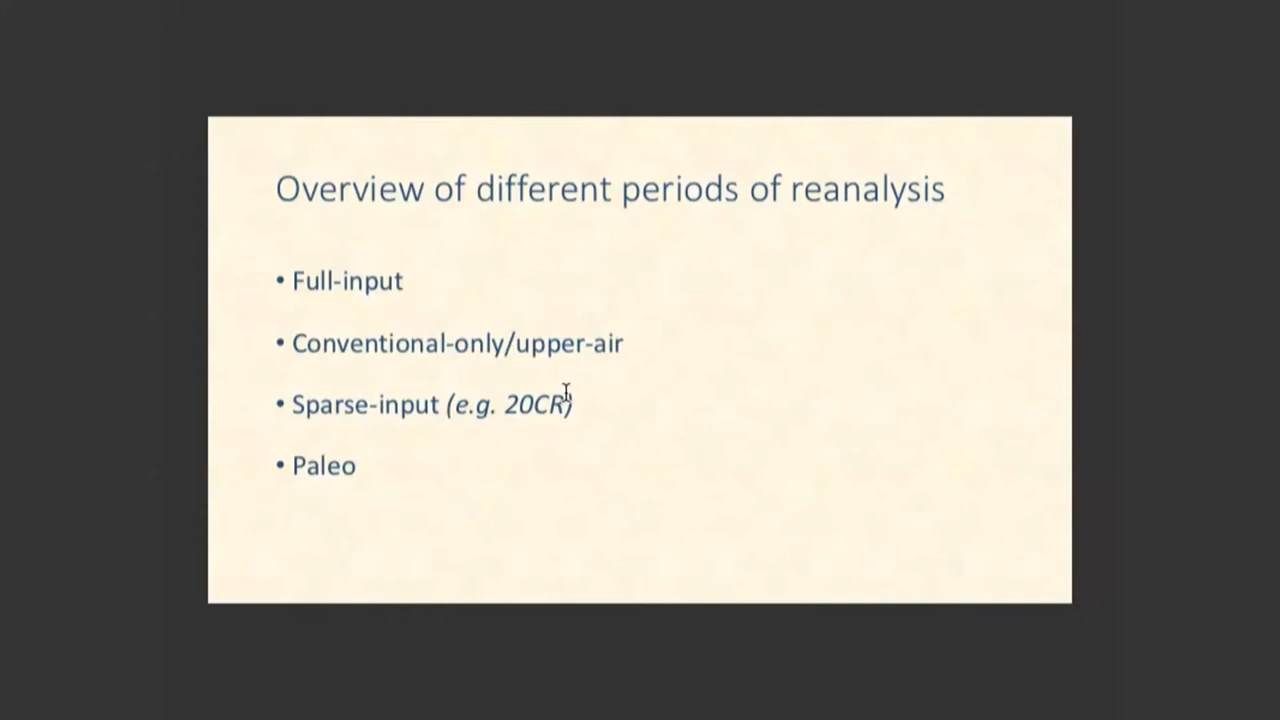 Overview of different periods of reanalysis
• Full-input
• Conventional-only/upper-air
• Sparse-input (e.g. 20CR)
• Paleo